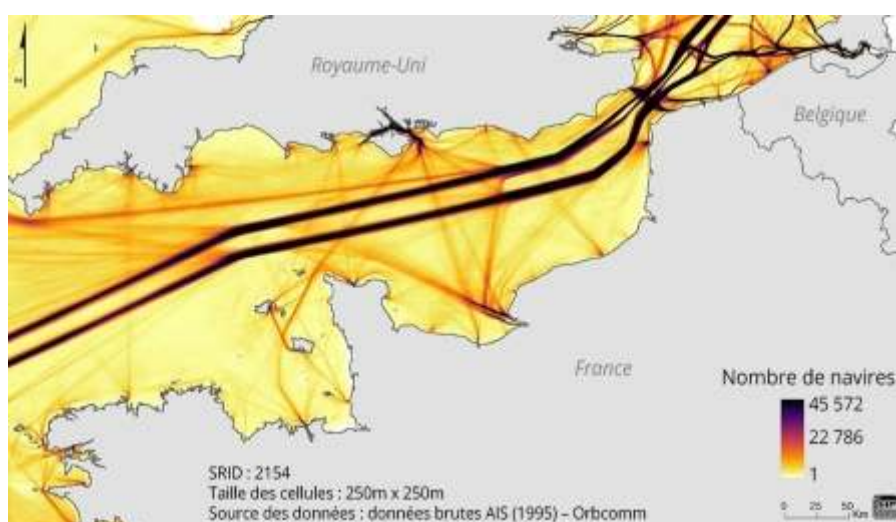 Royaume-Uni
Belgique
France
Nombre de navires
45 572
22 786
1
SRID : 2154
Taille des cellules : 250m x 250m
Source des données : données brutes AIS (1995) – Orbcomm
0 25 50
Km